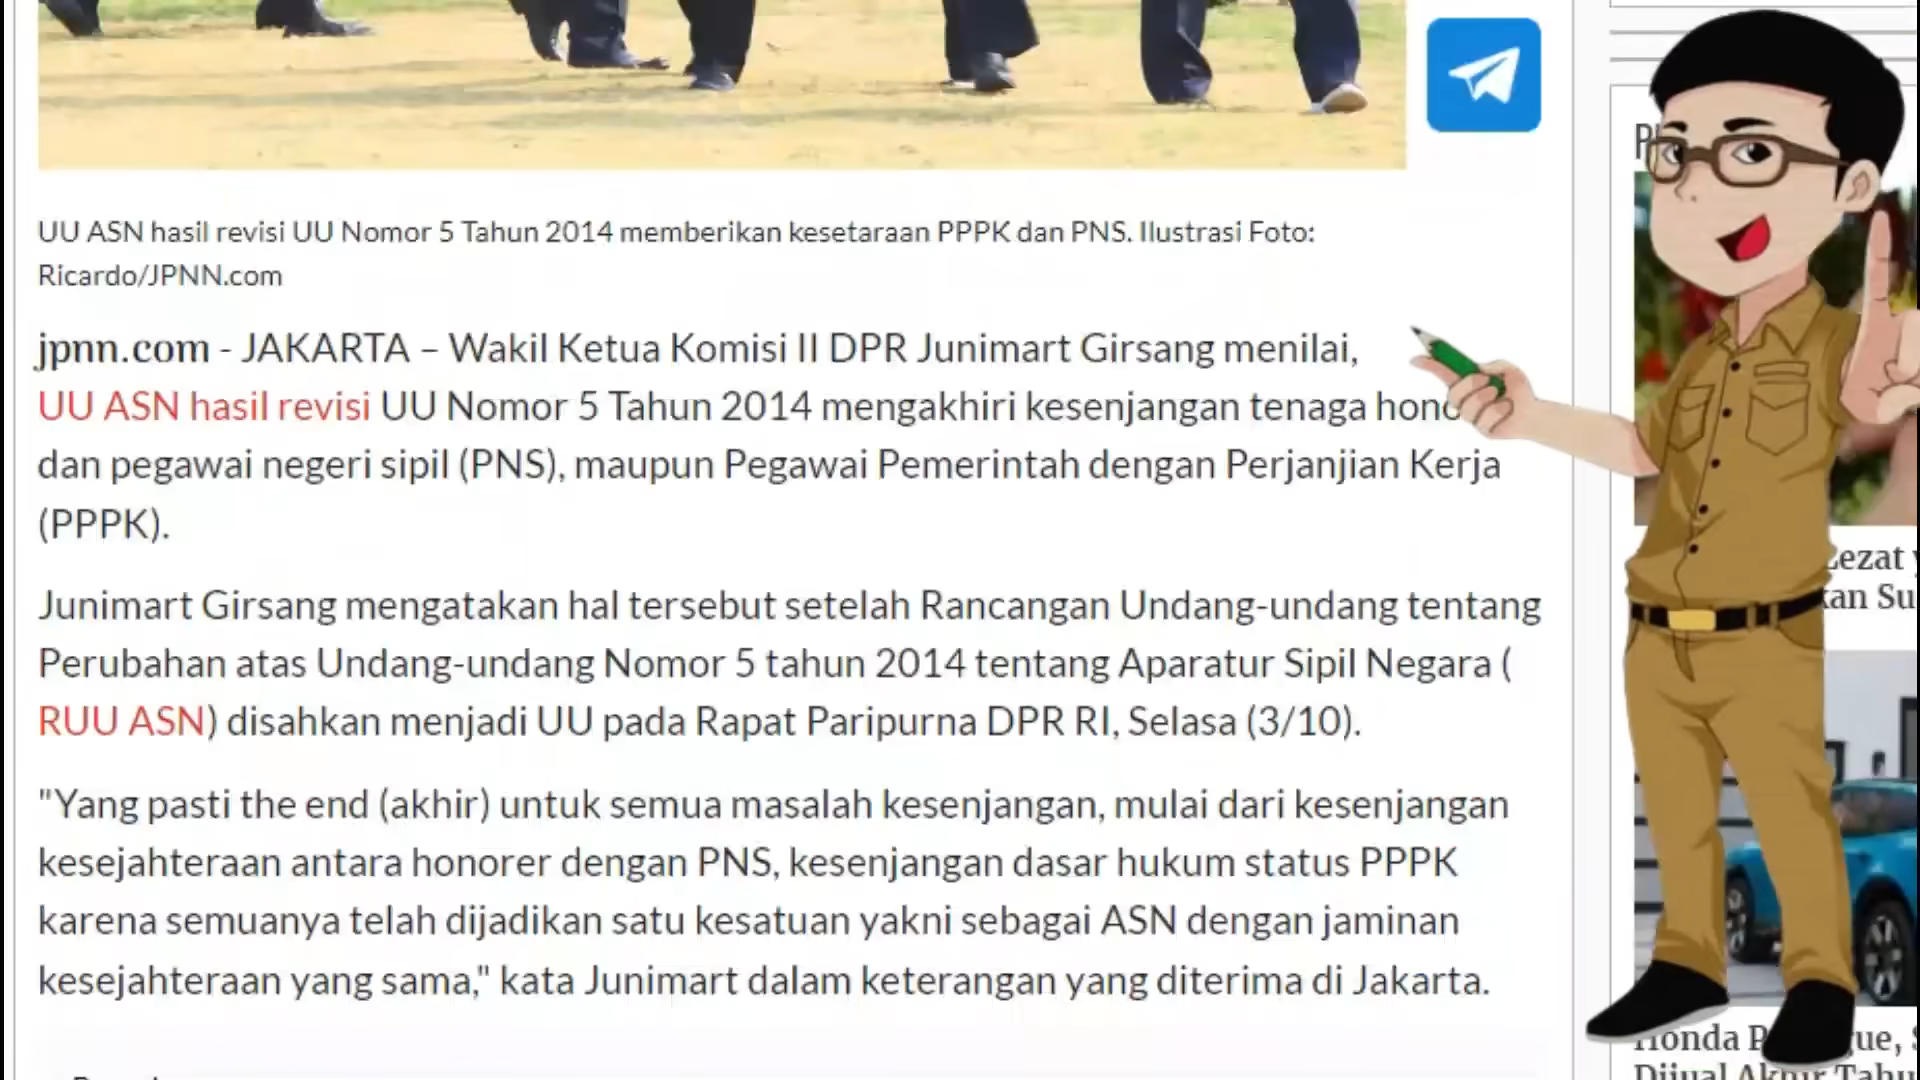 UU ASN hasil revisi UU Nomor 5 Tahun 2014 memberikan kesetaraan PPPK dan PNS. Ilustrasi Foto:
Ricardo/JPNN.com
jpnn.com - JAKARTA – Wakil Ketua Komisi II DPR Junimart Girsang menilai,
UU ASN hasil revisi UU Nomor 5 Tahun 2014 mengakhiri kesenjangan tenaga
dan pegawai negeri sipil (PNS), maupun Pegawai Pemerintah dengan Perjanjian Kerja
(PPPK).
Junimart Girsang mengatakan hal tersebut setelah Rancangan Undang-undang tentang
Perubahan atas Undang-undang Nomor 5 tahun 2014 tentang Aparatur Sipil Negara (
RUU ASN) disahkan menjadi UU pada Rapat Paripurna DPR RI, Selasa (3/10).
"Yang pasti the end (akhir) untuk semua masalah kesenjangan, mulai dari kesenjangan
kesejahteraan antara honorer dengan PNS, kesenjangan dasar hukum status PPPK
karena semuanya telah dijadikan satu kesatuan yakni sebagai ASN dengan jaminan
kesejahteraan yang sama," kata Junimart dalam keterangan yang diterima di Jakarta.
Lezat
Honda
Dijual